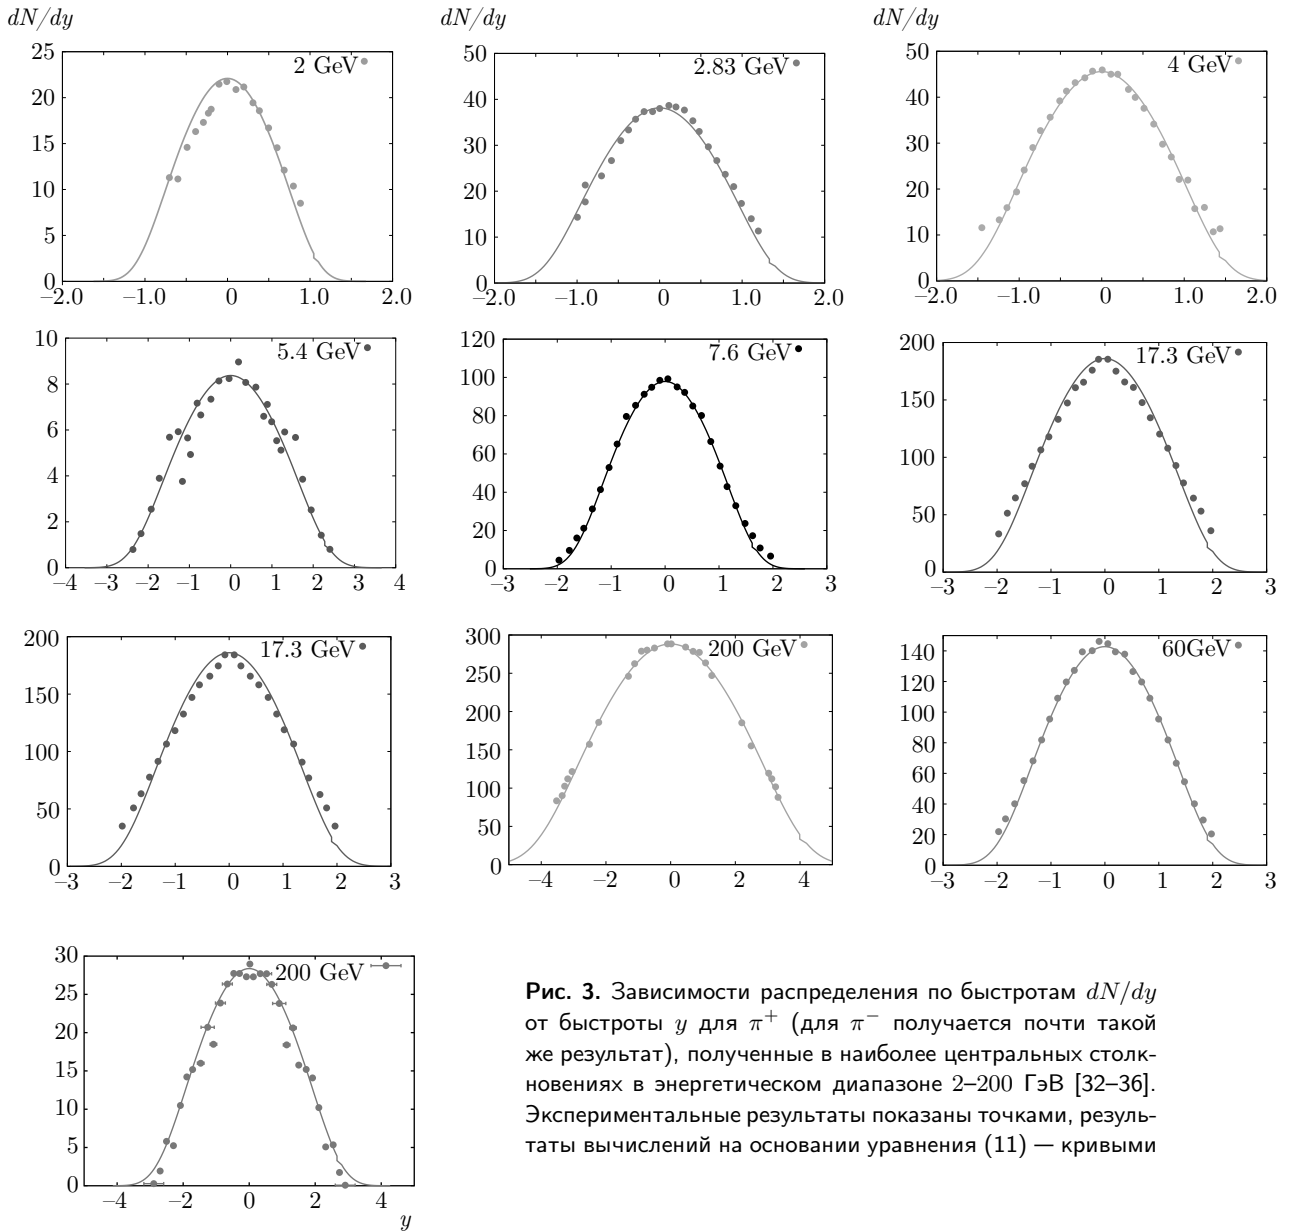 dN/dy dN/dy dN/dy
25
20
15
10
5
0
2 GeV
–2.0 –1.0 0 1.0 2.0
50
40
30
20
10
0
2.83 GeV
–2.0 –1.0 0 1.0 2.0
50
40
30
20
10
0
4 GeV
–2.0 –1.0 0 1.0 2.0
10
8
6
4
2
0
5.4 GeV
–4 –3 –2 –1 0 1 2 3 4
120
100
80
60
40
20
0
7.6 GeV
–3 –2 –1 0 1 2 3
200
150
100
50
0
17.3 GeV
–3 –2 –1 0 1 2 3
200
150
100
50
0
17.3 GeV
–3 –2 –1 0 1 2 3
300
250
200
150
100
50
0
200 GeV
–4 –2 0 2 4
140
120
100
80
60
40
20
0
60GeV
–3 –2 –1 0 1 2 3
30
25
20
15
10
5
0
200 GeV
–4 –2 0 2 4
y
Рис. 3. Зависимости распределения по быстротам dN/dy
от быстроты y для π⁺ (для π⁻ получается почти такой
же результат), полученные в наиболее центральных столк-
новениях в энергетическом диапазоне 2–200 ГэВ [32–36].
Экспериментальные результаты показаны точками, резуль-
таты вычислений на основании уравнения (11) — кривыми